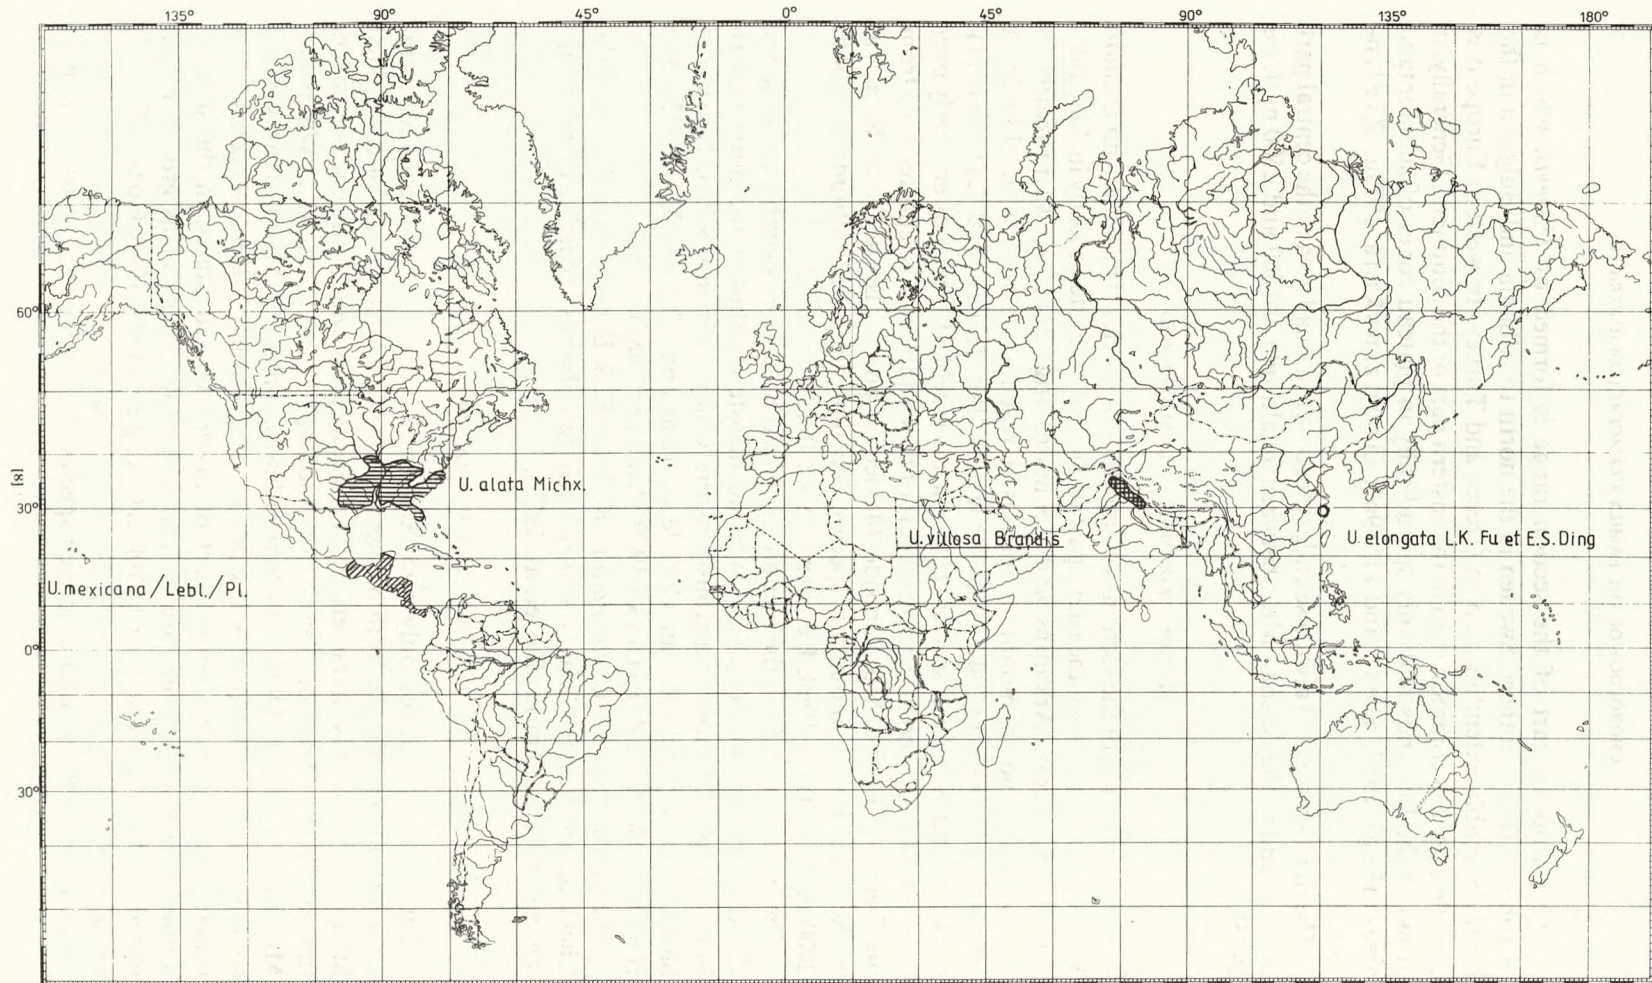 135° 90° 45° 0° 45° 90° 135° 180°
60°
[8]
30°
0°
30°
U. alata Michx.
U. villosa Brandis
U. elongata L.K. Fu et E.S. Ding
U. mexicana /Lebl./ Pl.